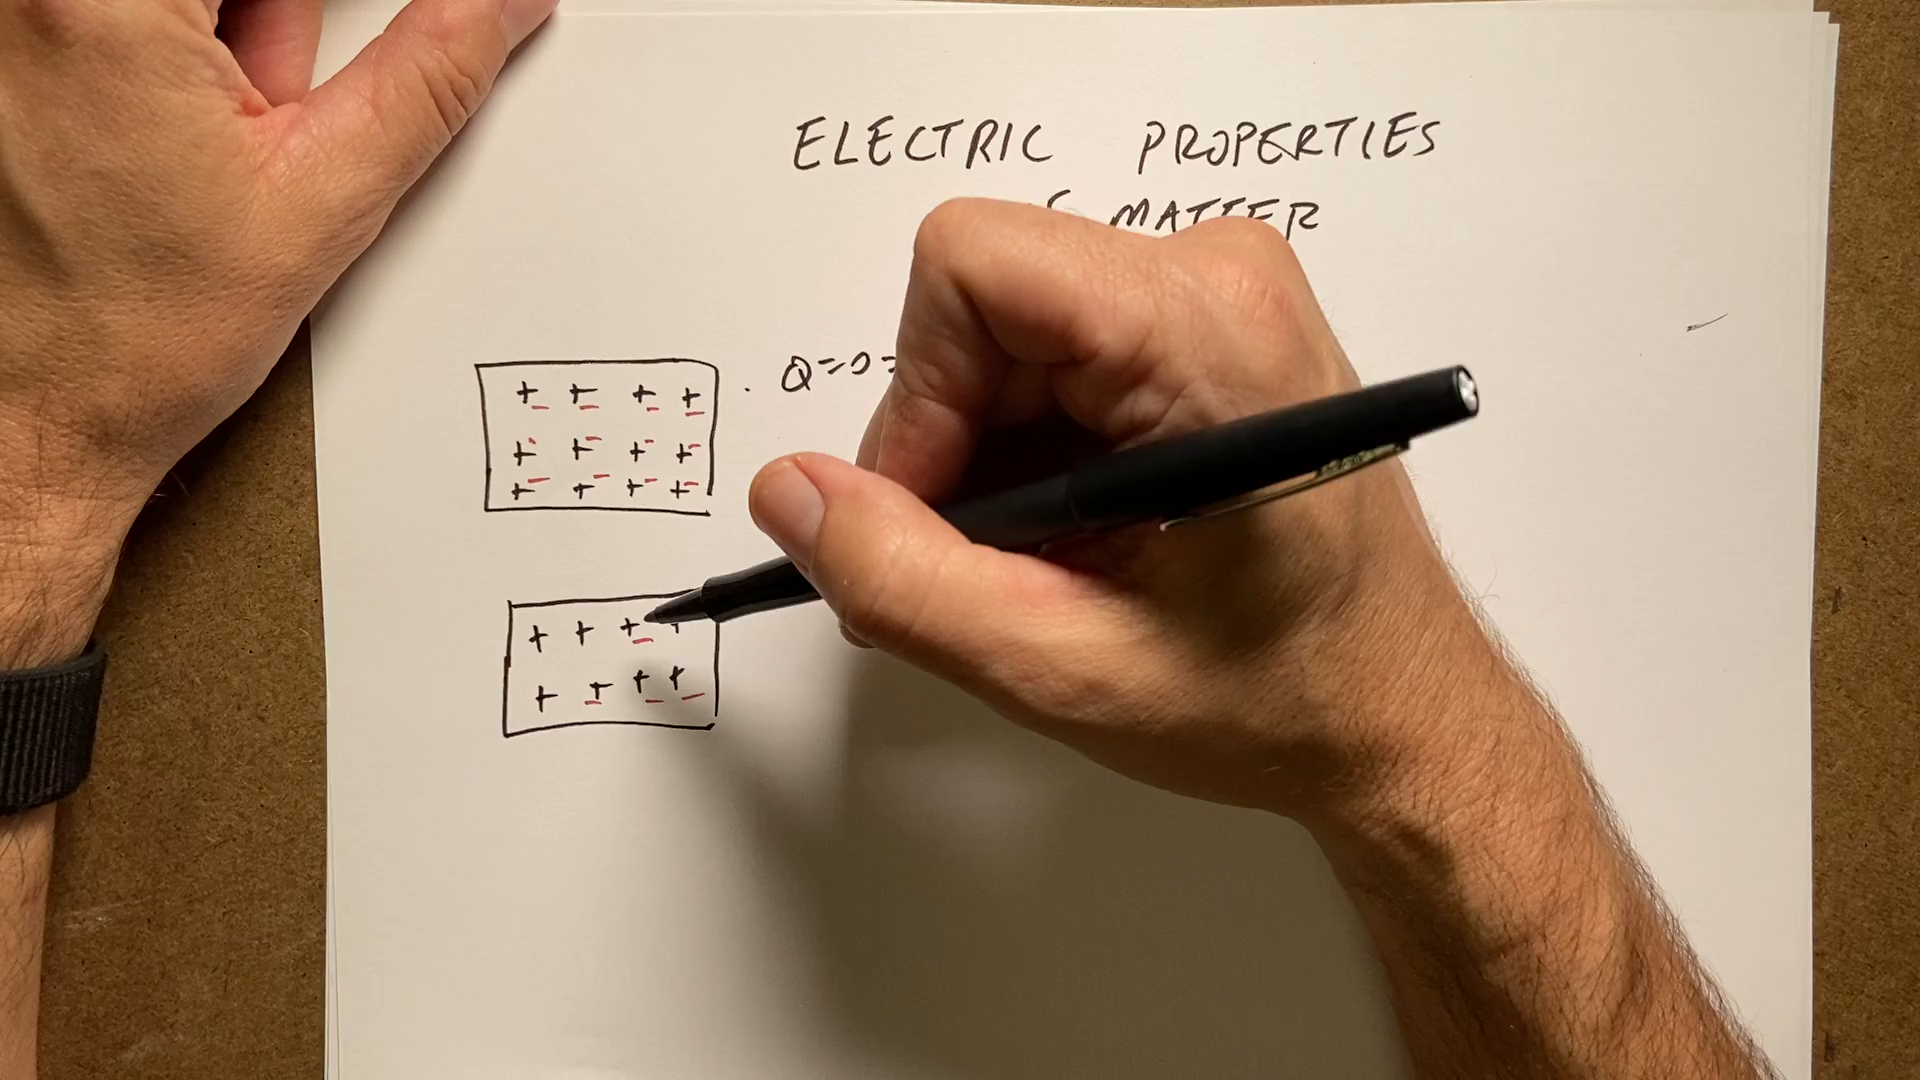 ELECTRIC PROPERTIES
MATTER
Q=0=
+ + + +
- - - -
- - - -
+ + + +
- - - -
+ + + +
+ + + +
-
+ + + +
- - -